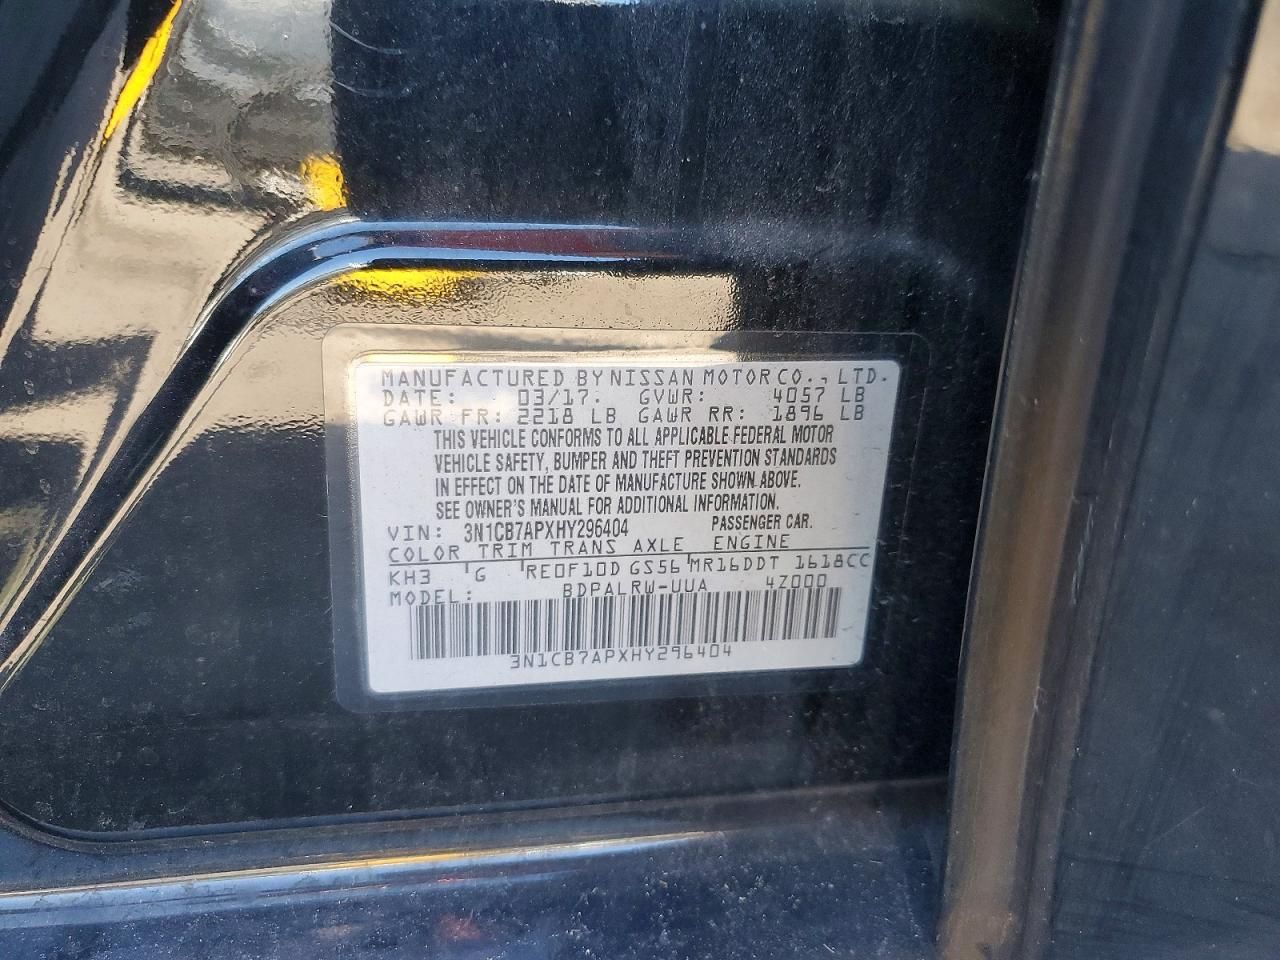 MANUFACTURED BY NISSAN MOTOR CO., LTD.
DATE: 03/17. GVWR: 4057 LB
GAWR FR: 2218 LB GAWR RR: 1896 LB
THIS VEHICLE CONFORMS TO ALL APPLICABLE FEDERAL MOTOR
VEHICLE SAFETY, BUMPER AND THEFT PREVENTION STANDARDS
IN EFFECT ON THE DATE OF MANUFACTURE SHOWN ABOVE.
SEE OWNER'S MANUAL FOR ADDITIONAL INFORMATION.
VIN: 3N1CB7APXHY296404 PASSENGER CAR.
COLOR TRIM TRANS AXLE ENGINE
KH3 G RE0F10D GS56 MR16DDT 1618CC
MODEL: BDPALRW-UUA 4Z000
3N1CB7APXHY296404